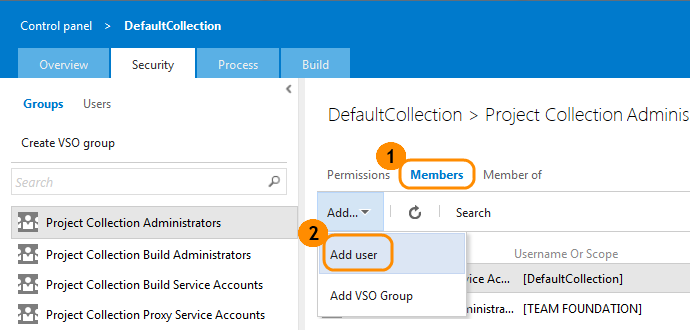 Control panel > DefaultCollection
Overview Security Process Build
Groups Users
Create VSO group
Search
Project Collection Administrators
Project Collection Build Administrators
Project Collection Build Service Accounts
Project Collection Proxy Service Accounts
DefaultCollection > Project Collection Adminis
1
Permissions Members Member of
Add... Search
2
Add user
Add VSO Group
Username Or Scope
vice Ac... [DefaultCollection]
ministra... [TEAM FOUNDATION]